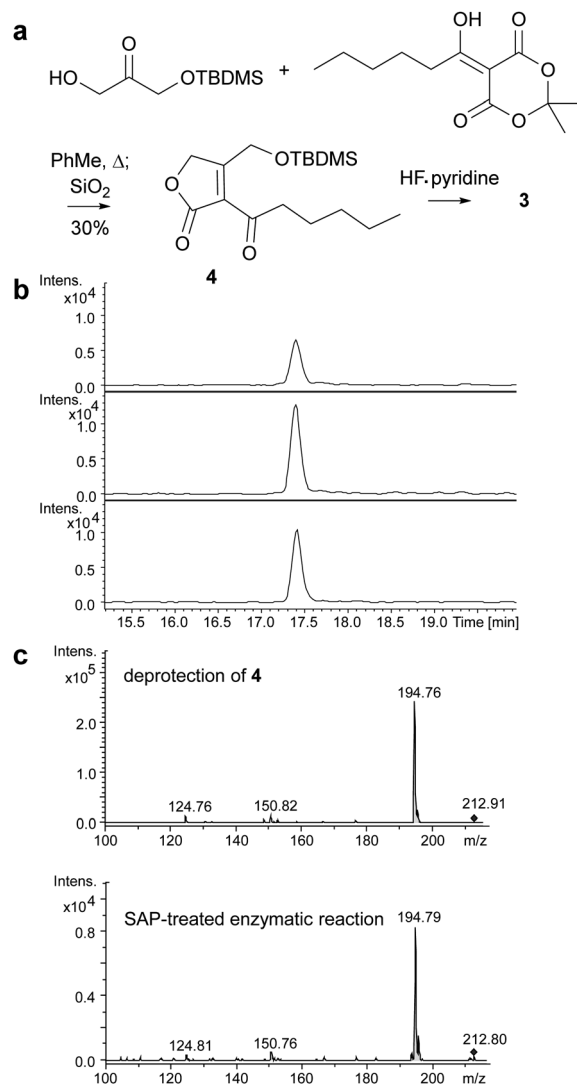 a
OH
O
HO
OTBDMS
+
O
O
O
O
PhMe, Δ;
SiO2
30%
OTBDMS
O
O
O
HF·pyridine
3
4
b
Intens.
x10^4
1.0
0.5
0.0
Intens.
x10^4
1.0
0.5
0.0
Intens.
x10^4
1.0
0.5
0.0
15.5 16.0 16.5 17.0 17.5 18.0 18.5 19.0 Time [min]
c
Intens.
x10^5
deprotection of 4
194.76
2.0
1.0
124.76
150.82
212.91
0.0
100 120 140 160 180 200 m/z
Intens.
x10^4
SAP-treated enzymatic reaction
194.79
0.8
0.4
124.81
150.76
212.80
0.0
100 120 140 160 180 200 m/z